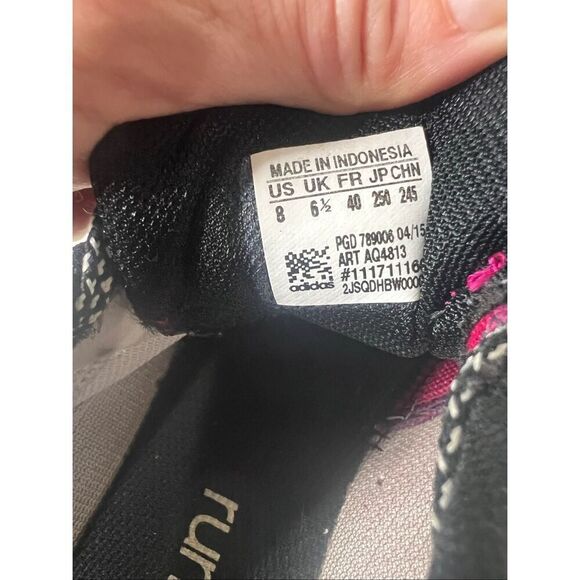 MADE IN INDONESIA
US UK FR JP CHN
8 6½ 40 250 245
PGD 789006 04/15
ART AQ4813
adidas
run